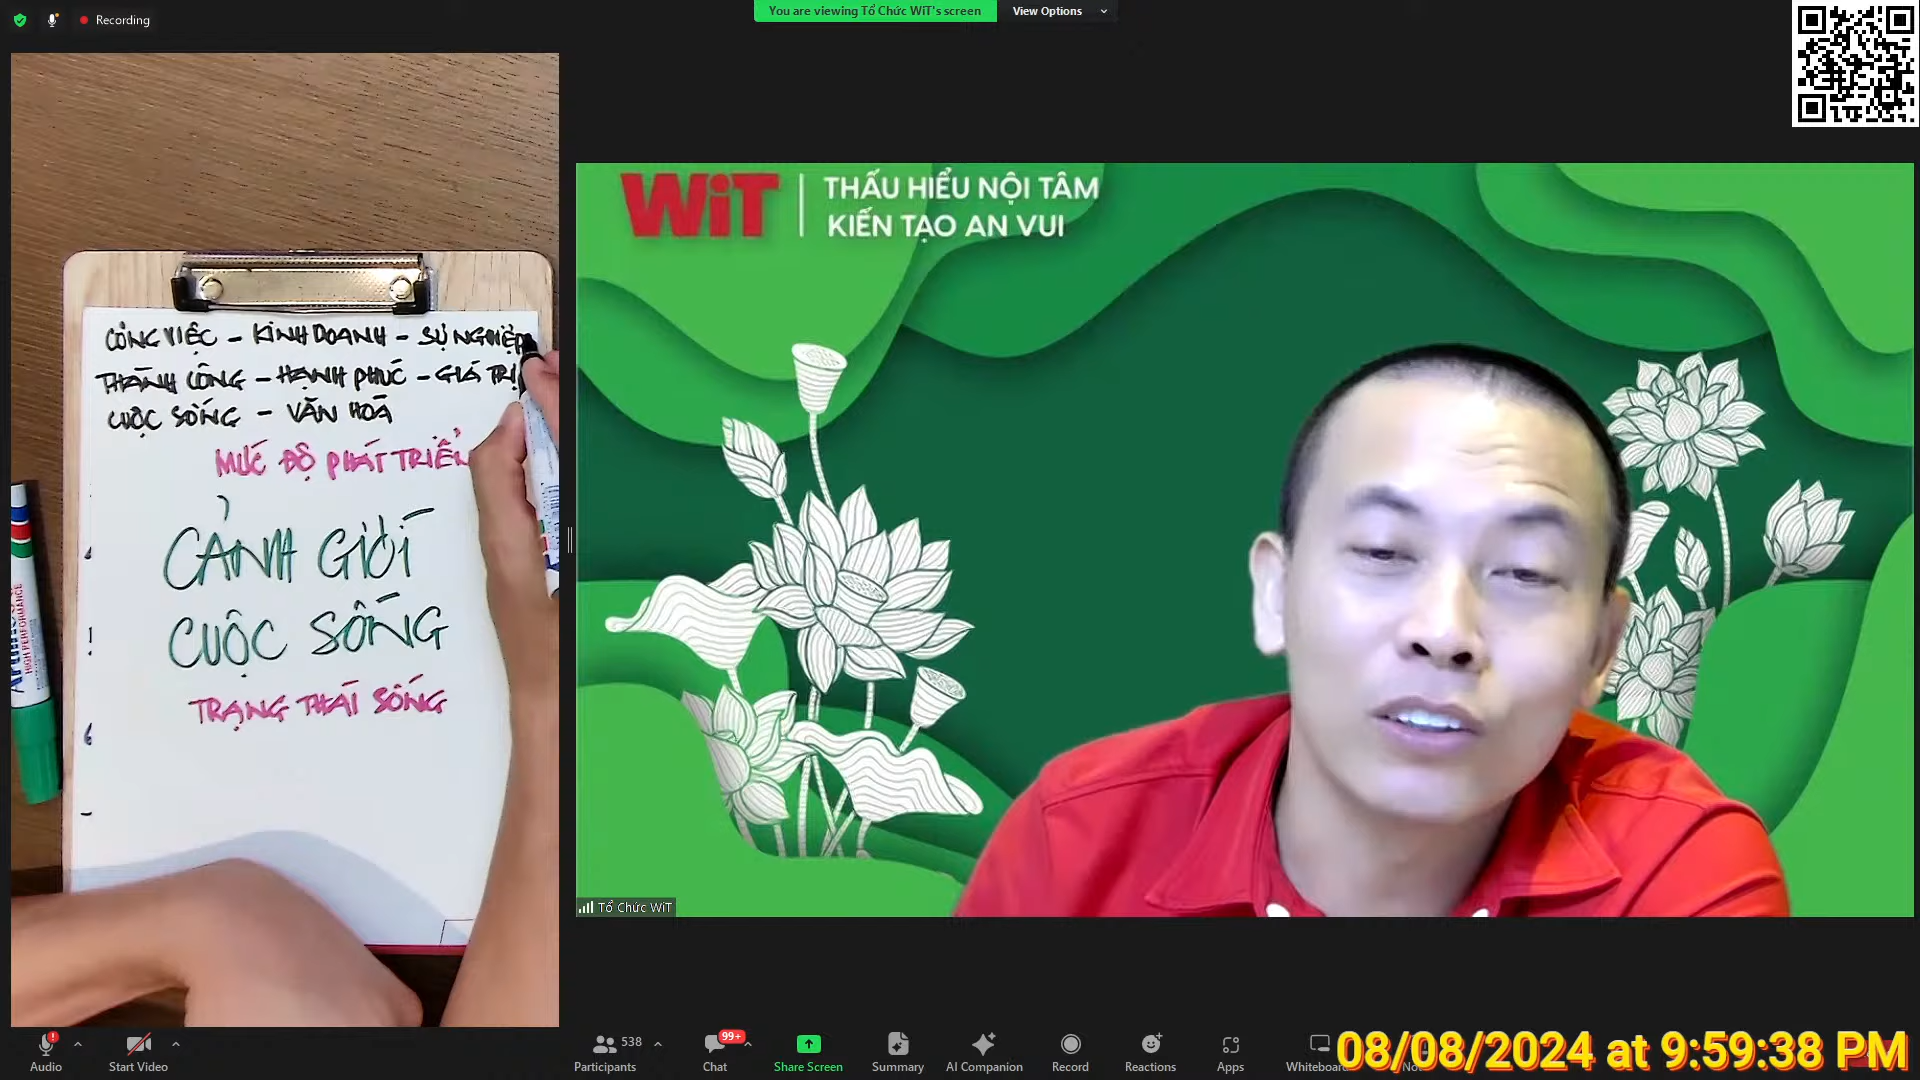 Recording
You are viewing Tổ Chức WiT's screen
View Options
CÔNG VIỆC - KINH DOANH - SỰ NGHIỆP
THÀNH CÔNG - HẠNH PHÚC - GIÁ TRỊ
CUỘC SỐNG - VĂN HOÁ
MỨC ĐỘ PHÁT TRIỂN
CẢNH GIỚI
CUỘC SỐNG
TRẠNG THÁI SỐNG
HIGH PERFORMANCE
WiT
THẤU HIỂU NỘI TÂM
KIẾN TẠO AN VUI
Tổ Chức WiT
Audio
Start Video
538
Participants
99+
Chat
Share Screen
Summary
AI Companion
Record
Reactions
Apps
08/08/2024 at 9:59:38 PM